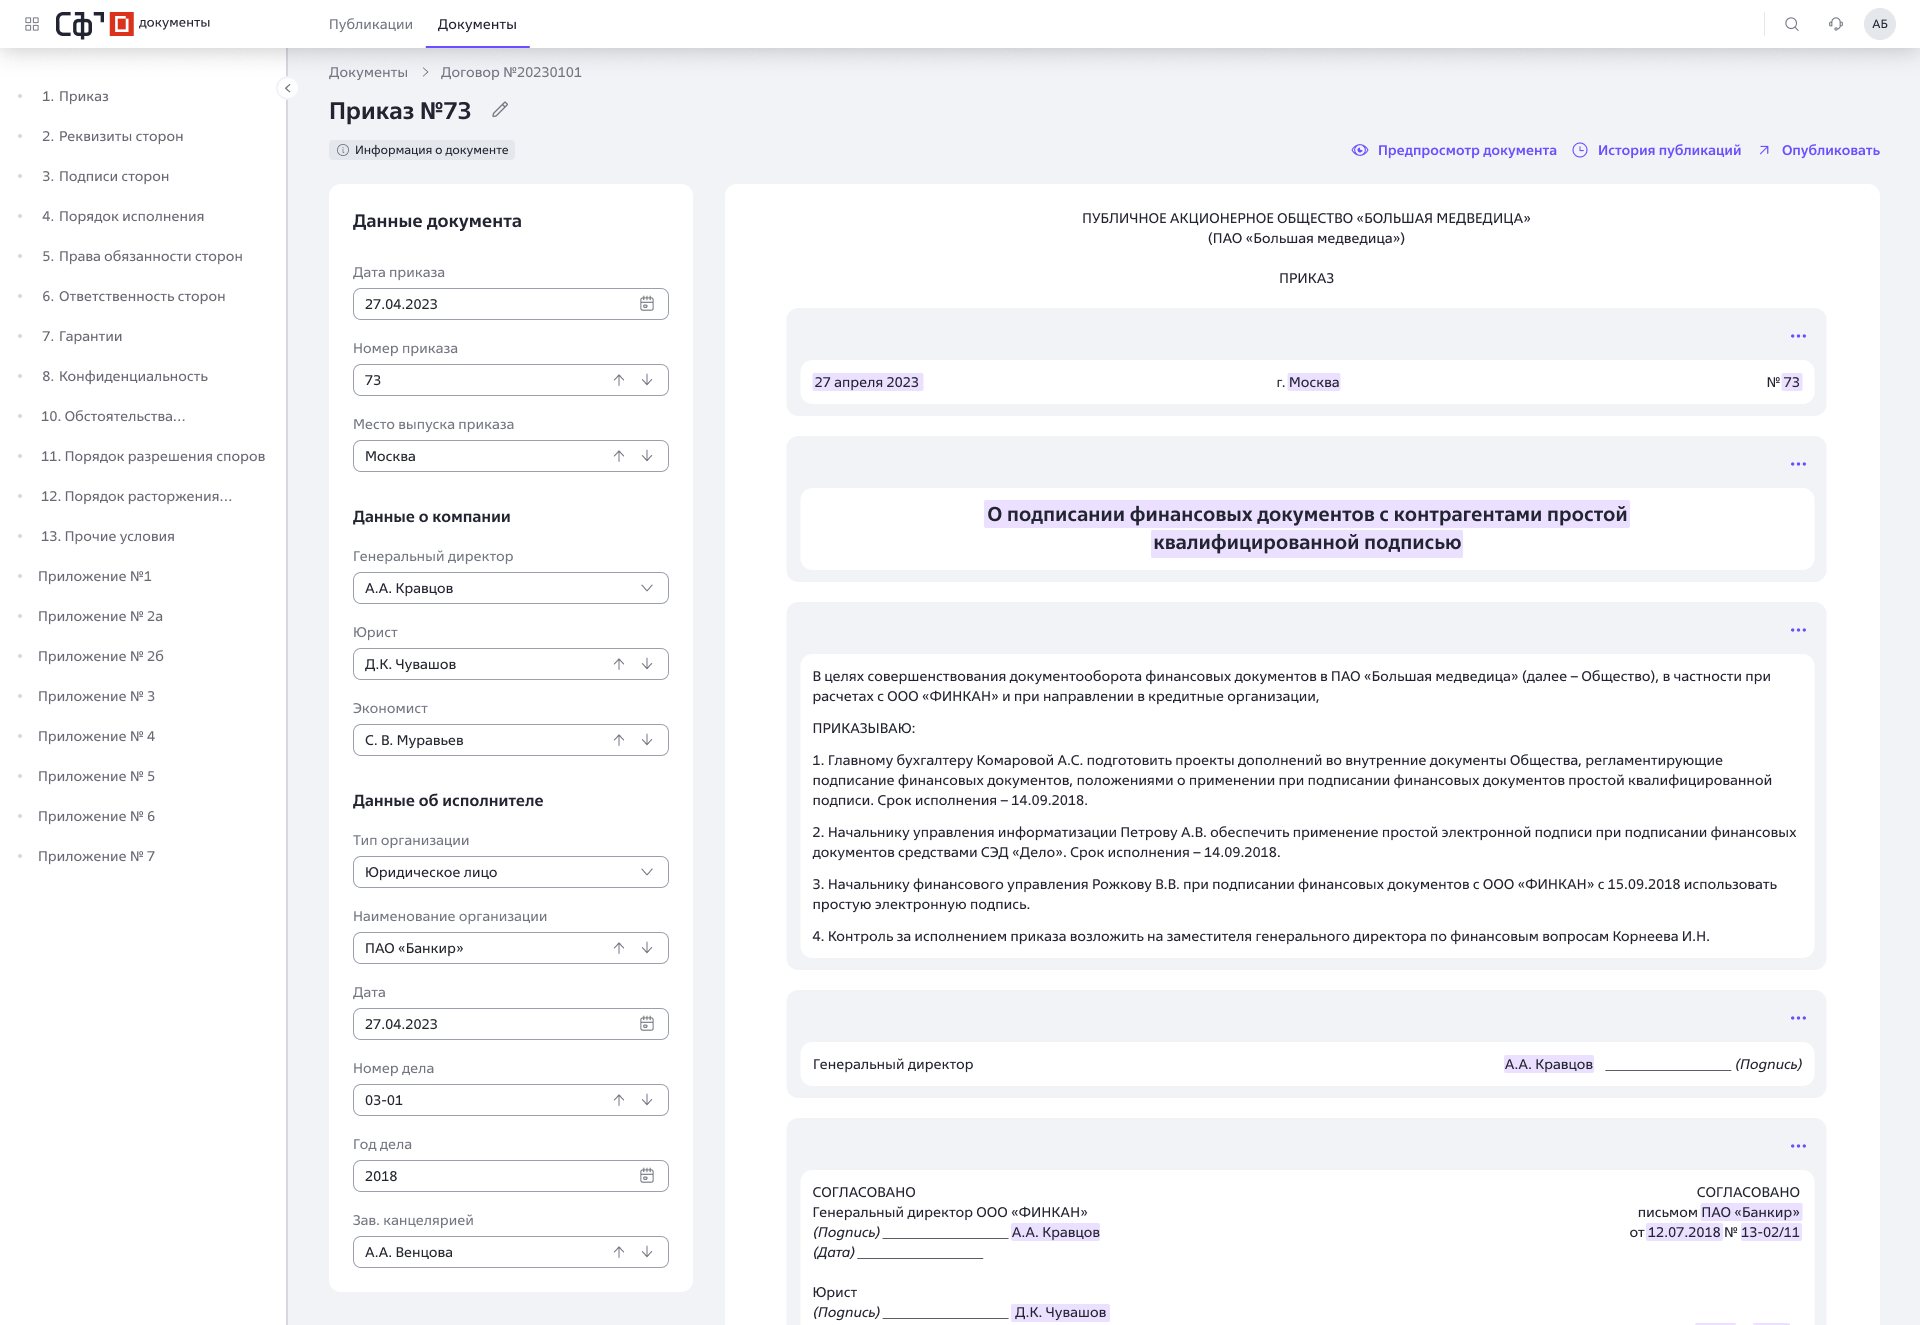 Сф документы
Публикации
Документы
АБ
1. Приказ
2. Реквизиты сторон
3. Подписи сторон
4. Порядок исполнения
5. Права обязанности сторон
6. Ответственность сторон
7. Гарантии
8. Конфиденциальность
10. Обстоятельства...
11. Порядок разрешения споров
12. Порядок расторжения...
13. Прочие условия
Приложение №1
Приложение № 2а
Приложение № 2б
Приложение № 3
Приложение № 4
Приложение № 5
Приложение № 6
Приложение № 7
Документы > Договор №20230101
Приказ №73
Информация о документе
Предпросмотр документа
История публикаций
Опубликовать
Данные документа
Дата приказа
27.04.2023
Номер приказа
73
Место выпуска приказа
Москва
Данные о компании
Генеральный директор
А.А. Кравцов
Юрист
Д.К. Чувашов
Экономист
С. В. Муравьев
Данные об исполнителе
Тип организации
Юридическое лицо
Наименование организации
ПАО «Банкир»
Дата
27.04.2023
Номер дела
03-01
Год дела
2018
Зав. канцелярией
А.А. Венцова
ПУБЛИЧНОЕ АКЦИОНЕРНОЕ ОБЩЕСТВО «БОЛЬШАЯ МЕДВЕДИЦА»
(ПАО «Большая медведица»)
ПРИКАЗ
27 апреля 2023 г. Москва № 73
О подписании финансовых документов с контрагентами простой
квалифицированной подписью
В целях совершенствования документооборота финансовых документов в ПАО «Большая медведица» (далее – Общество), в частности при
расчетах с ООО «ФИНКАН» и при направлении в кредитные организации,
ПРИКАЗЫВАЮ:
1. Главному бухгалтеру Комаровой А.С. подготовить проекты дополнений во внутренние документы Общества, регламентирующие
подписание финансовых документов, положениями о применении при подписании финансовых документов простой квалифицированной
подписи. Срок исполнения – 14.09.2018.
2. Начальнику управления информатизации Петрову А.В. обеспечить применение простой электронной подписи при подписании финансовых
документов средствами СЭД «Дело». Срок исполнения – 14.09.2018.
3. Начальнику финансового управления Рожкову В.В. при подписании финансовых документов с ООО «ФИНКАН» с 15.09.2018 использовать
простую электронную подпись.
4. Контроль за исполнением приказа возложить на заместителя генерального директора по финансовым вопросам Корнеева И.Н.
Генеральный директор А.А. Кравцов __________________ (Подпись)
СОГЛАСОВАНО
Генеральный директор ООО «ФИНКАН»
(Подпись) __________________ А.А. Кравцов
(Дата) __________________
Юрист
(Подпись) __________________ Д.К. Чувашов
СОГЛАСОВАНО
письмом ПАО «Банкир»
от 12.07.2018 № 13-02/11